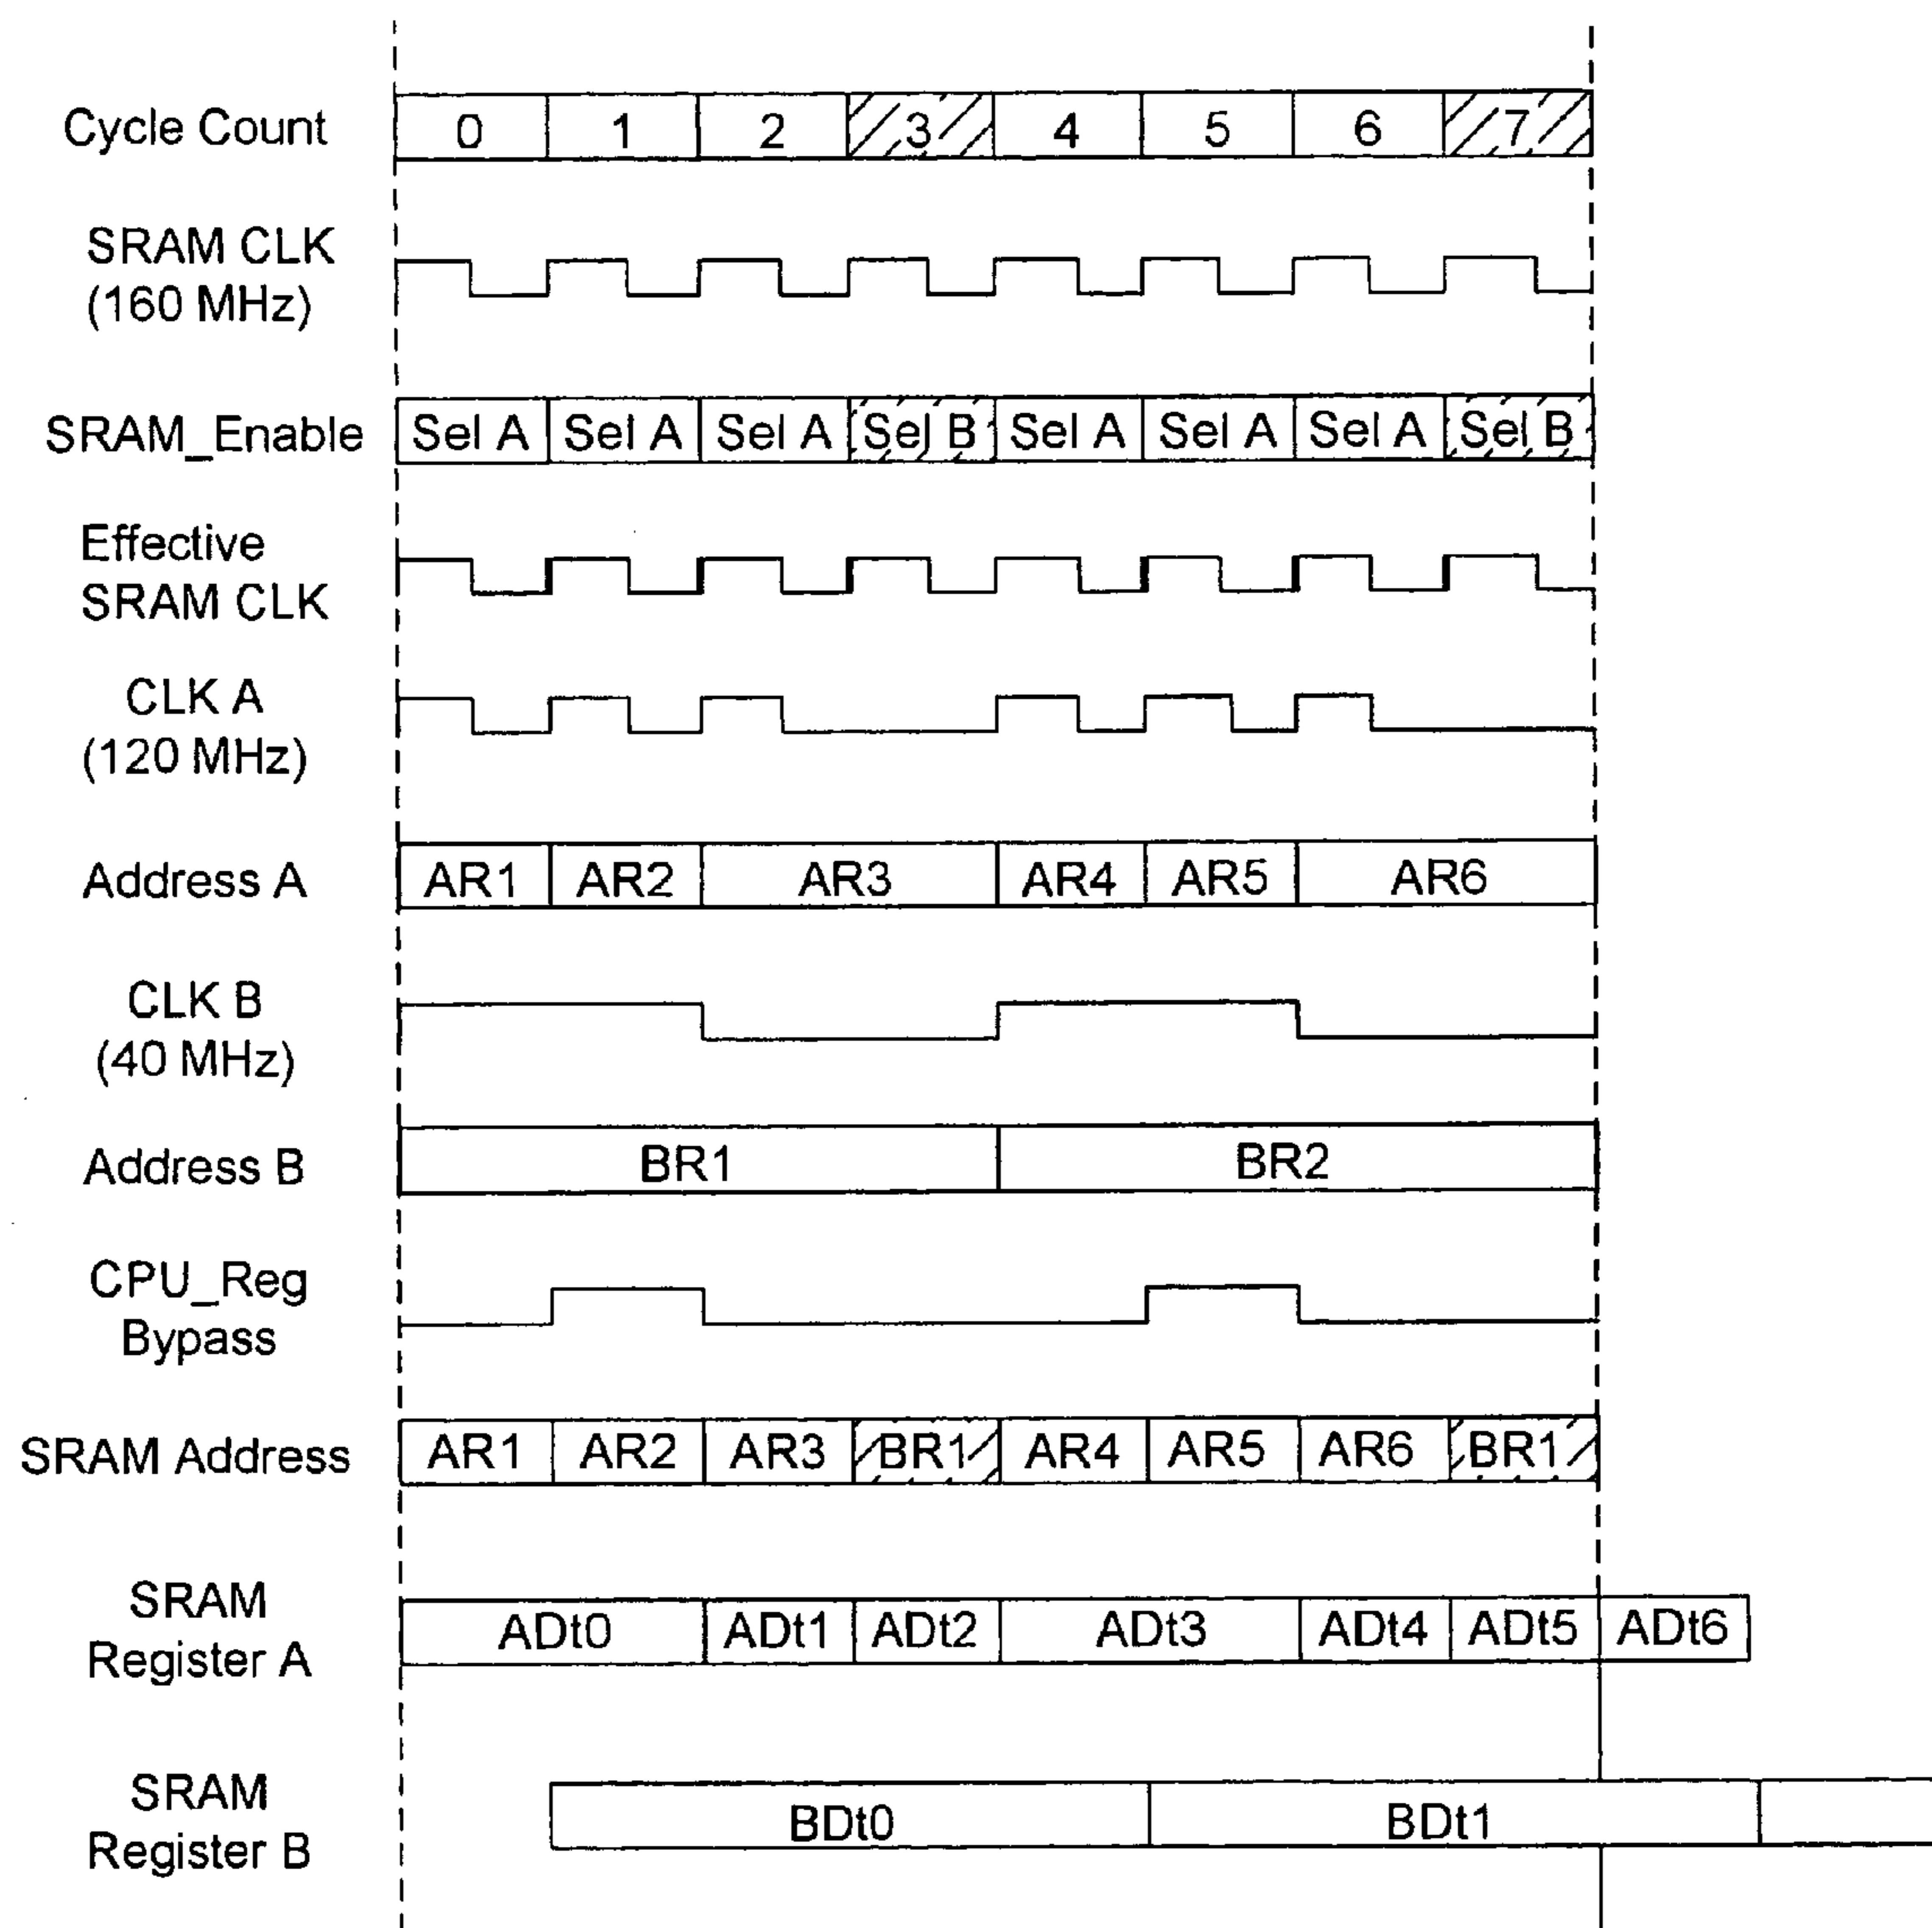 Cycle Count 0 1 2 3 4 5 6 7
SRAM CLK
(160 MHz)
SRAM_Enable Sel A Sel A Sel A Sel B Sel A Sel A Sel A Sel B
Effective
SRAM CLK
CLK A
(120 MHz)
Address A AR1 AR2 AR3 AR4 AR5 AR6
CLK B
(40 MHz)
Address B BR1 BR2
CPU_Reg
Bypass
SRAM Address AR1 AR2 AR3 BR1 AR4 AR5 AR6 BR1
SRAM
Register A
ADt0 ADt1 ADt2 ADt3 ADt4 ADt5 ADt6
SRAM
Register B
BDt0 BDt1